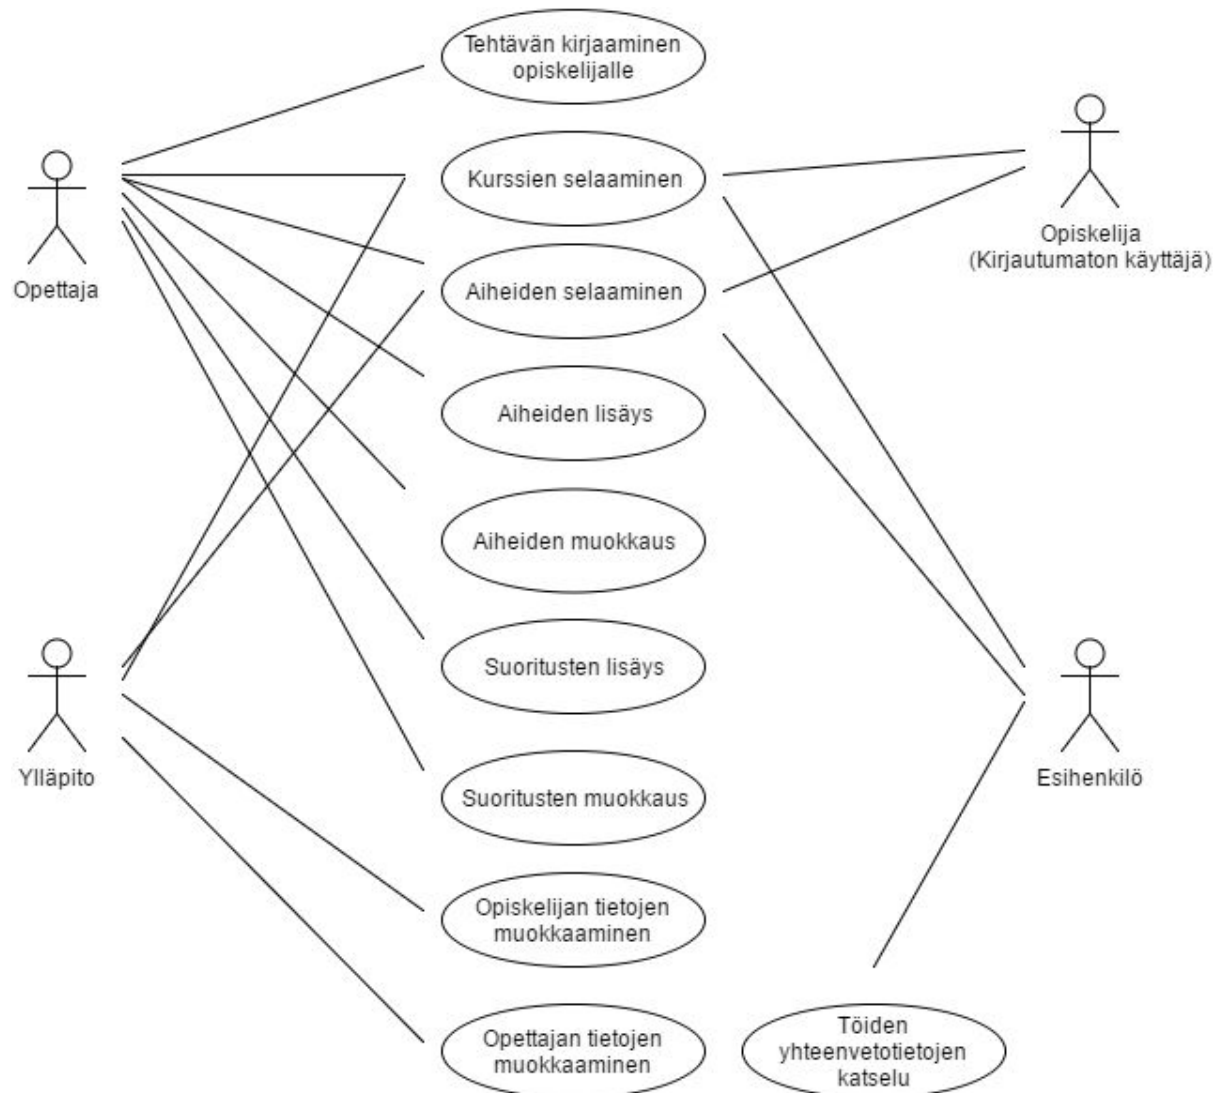 Tehtävän kirjaaminen
opiskelijalle
Kurssien selaaminen
Opettaja
Opiskelija
(Kirjautumaton käyttäjä)
Aiheiden selaaminen
Aiheiden lisäys
Aiheiden muokkaus
Suoritusten lisäys
Ylläpito
Esihenkilö
Suoritusten muokkaus
Opiskelijan tietojen
muokkaaminen
Opettajan tietojen
muokkaaminen
Töiden
yhteenvetotietojen
katselu